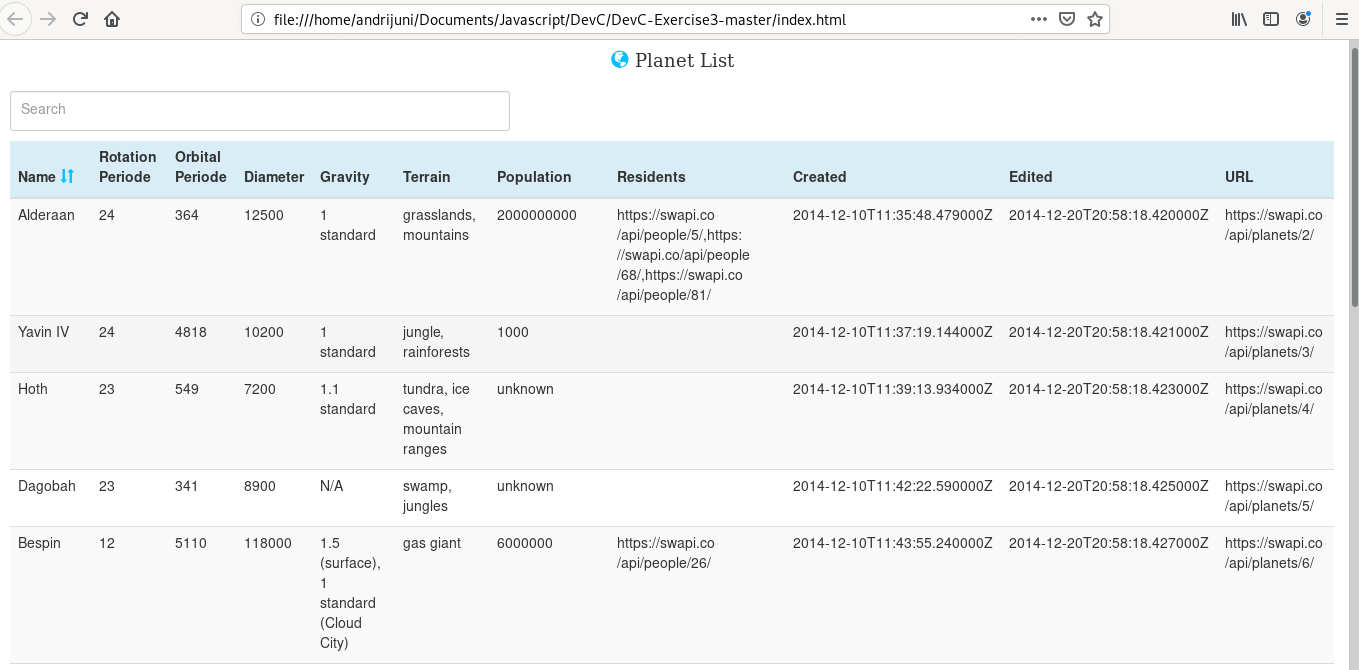 file:///home/andrijuni/Documents/Javascript/DevC/DevC-Exercise3-master/index.html
Planet List
Search
Rotation Orbital
Name Periode Periode Diameter Gravity Terrain Population Residents Created Edited URL
Alderaan 24 364 12500 1 grasslands, 2000000000 https://swapi.co 2014-12-10T11:35:48.479000Z 2014-12-20T20:58:18.420000Z https://swapi.co
standard mountains /api/people/5/,https: /api/planets/2/
//swapi.co/api/people
/68/,https://swapi.co
/api/people/81/
Yavin IV 24 4818 10200 1 jungle, 1000 2014-12-10T11:37:19.144000Z 2014-12-20T20:58:18.421000Z https://swapi.co
standard rainforests /api/planets/3/
Hoth 23 549 7200 1.1 tundra, ice unknown 2014-12-10T11:39:13.934000Z 2014-12-20T20:58:18.423000Z https://swapi.co
standard caves, /api/planets/4/
mountain
ranges
Dagobah 23 341 8900 N/A swamp, unknown 2014-12-10T11:42:22.590000Z 2014-12-20T20:58:18.425000Z https://swapi.co
jungles /api/planets/5/
Bespin 12 5110 118000 1.5 gas giant 6000000 https://swapi.co 2014-12-10T11:43:55.240000Z 2014-12-20T20:58:18.427000Z https://swapi.co
(surface), /api/people/26/ /api/planets/6/
1
standard
(Cloud
City)